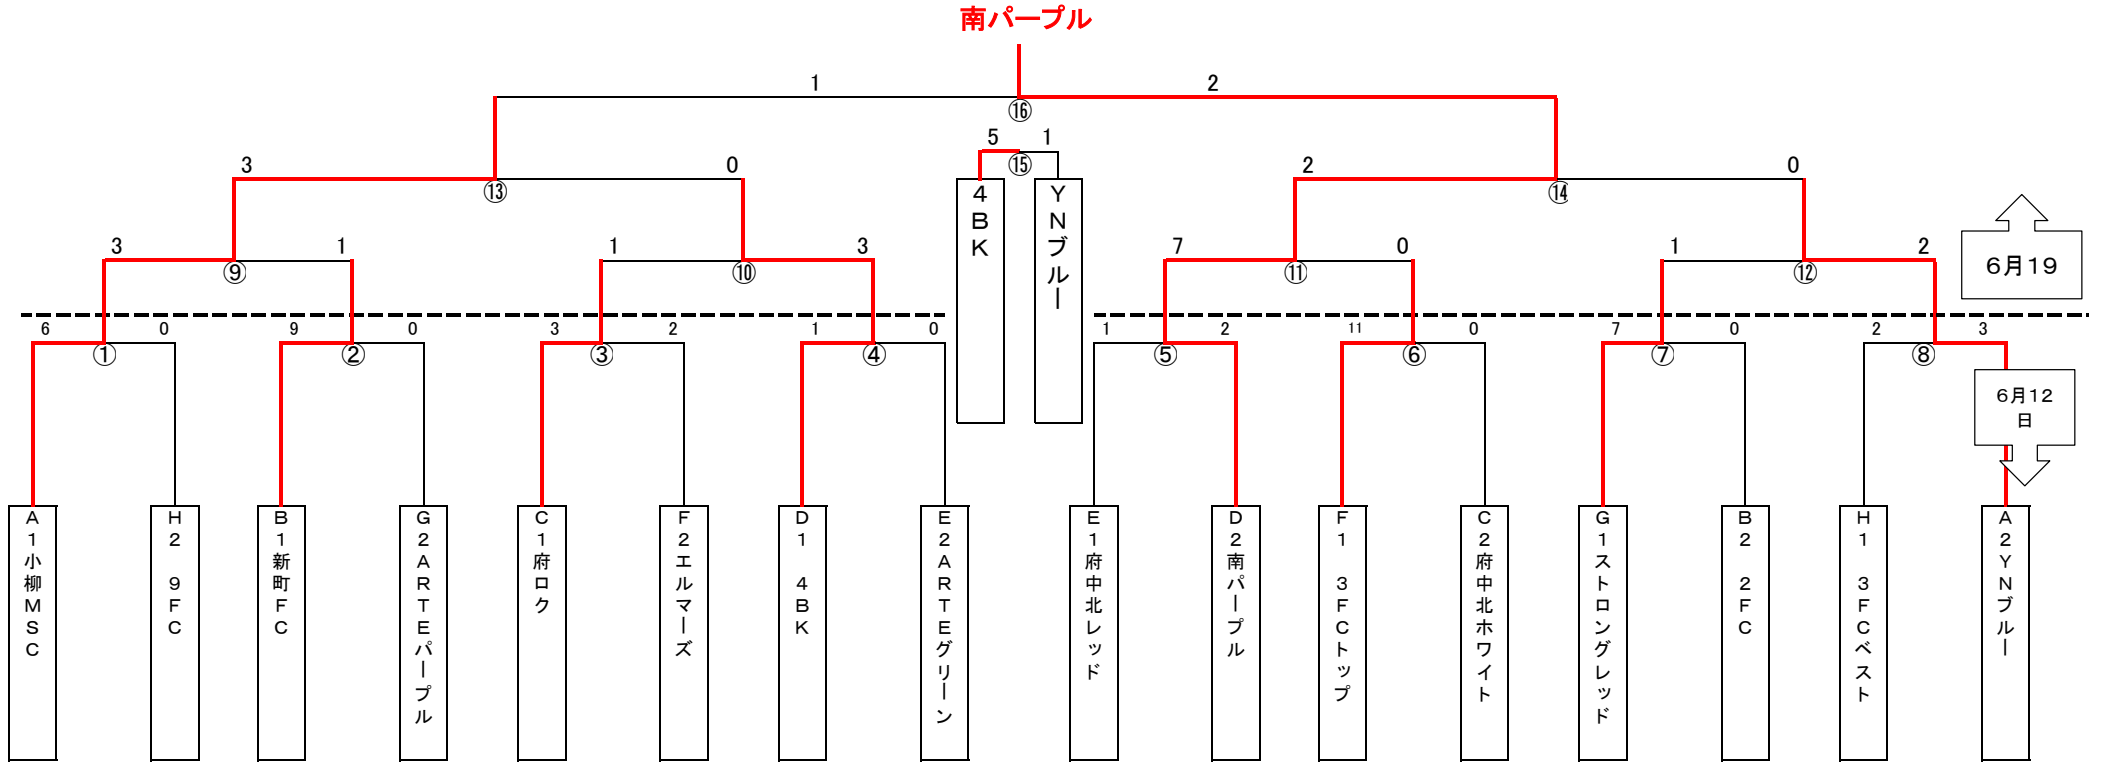 南パープル
1 2
⑯
5 1
⑮
3 0
⑬
2 0
⑭
4BK
YNブルー
3 1
⑨
1 3
⑩
7 0
⑪
1 2
⑫
6月19
6 0
①
9 0
②
3 2
③
1 0
④
1 2
⑤
11 0
⑥
7 0
⑦
2 3
⑧
6月12
日
A1小柳MSC
H2 9FC
B1新町FC
G2ARTEパープル
C1府ロク
F2エルマーズ
D1 4BK
E2ARTEグリーン
E1府中北レッド
D2南パープル
F1 3FCトップ
C2府中北ホワイト
G1ストロングレッド
B2 2FC
H1 3FCベスト
A2YNブルー